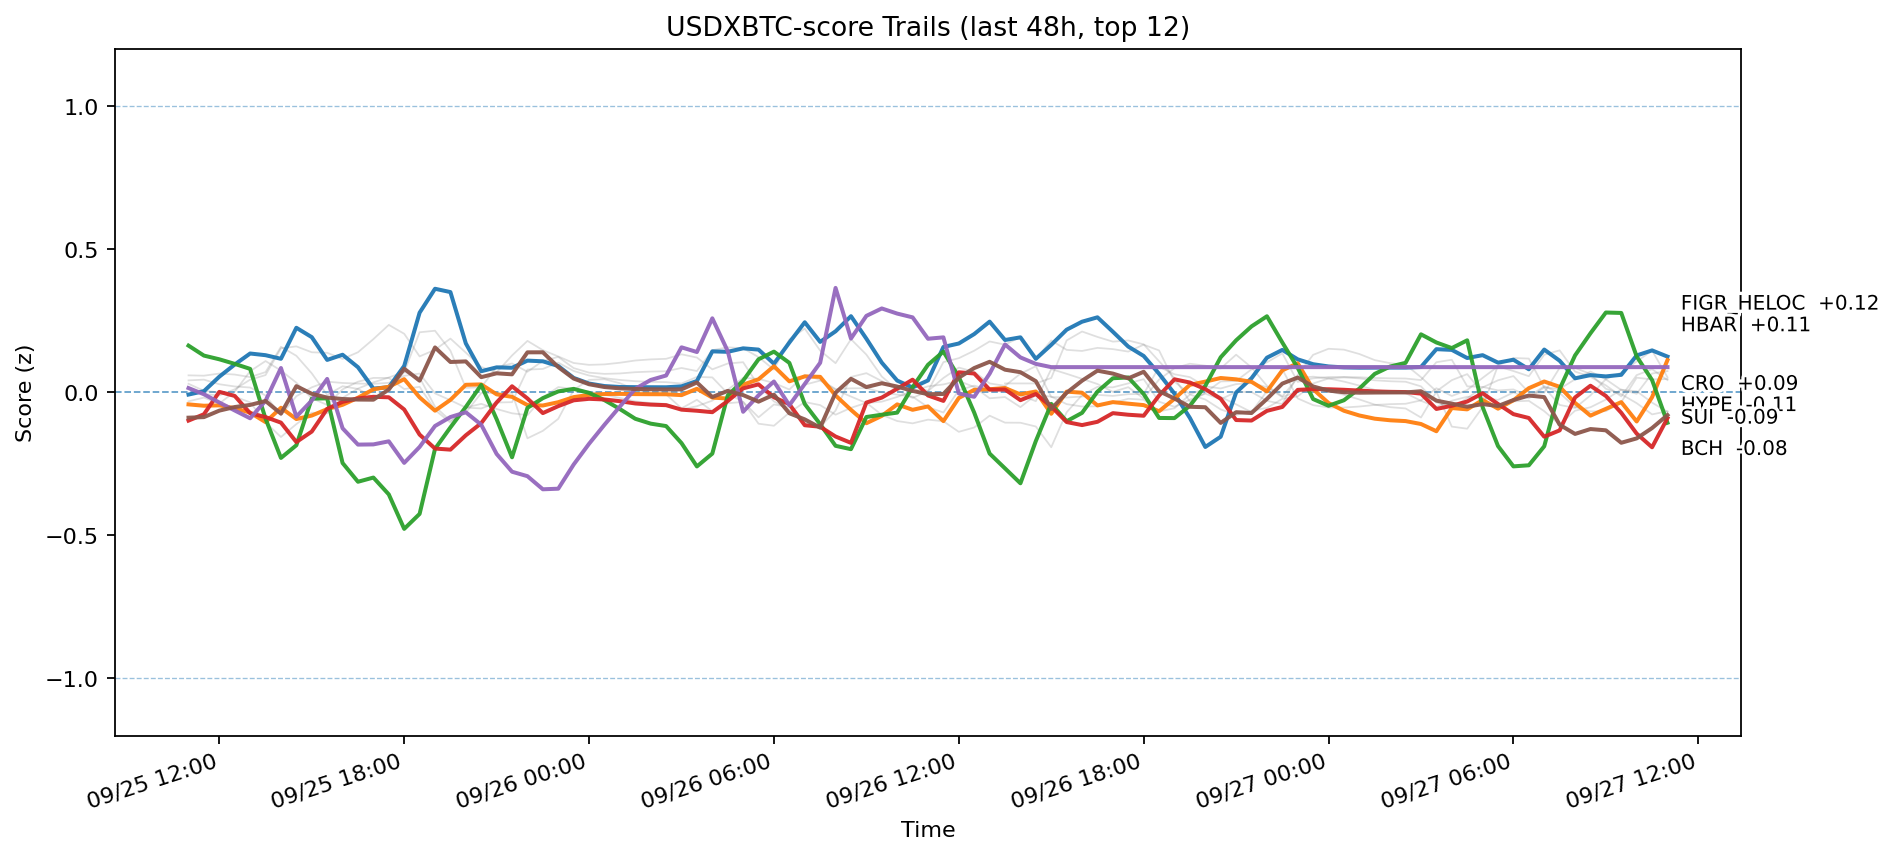 USDXBTC-score Trails (last 48h, top 12)
Score (z)
1.0
0.5
0.0
−0.5
−1.0
FIGR_HELOC +0.12
HBAR +0.11
CRO +0.09
HYPE -0.11
SUI -0.09
BCH -0.08
09/25 12:00
09/25 18:00
09/26 00:00
09/26 06:00
09/26 12:00
09/26 18:00
09/27 00:00
09/27 06:00
09/27 12:00
Time